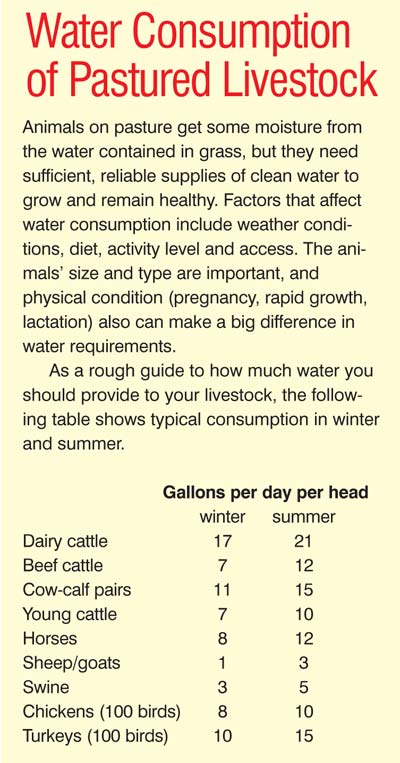 Water Consumption
of Pastured Livestock
Animals on pasture get some moisture from
the water contained in grass, but they need
sufficient, reliable supplies of clean water to
grow and remain healthy. Factors that affect
water consumption include weather condi-
tions, diet, activity level and access. The ani-
mals' size and type are important, and
physical condition (pregnancy, rapid growth,
lactation) also can make a big difference in
water requirements.
As a rough guide to how much water you
should provide to your livestock, the follow-
ing table shows typical consumption in winter
and summer.
Gallons per day per head
winter summer
Dairy cattle 17 21
Beef cattle 7 12
Cow-calf pairs 11 15
Young cattle 7 10
Horses 8 12
Sheep/goats 1 3
Swine 3 5
Chickens (100 birds) 8 10
Turkeys (100 birds) 10 15